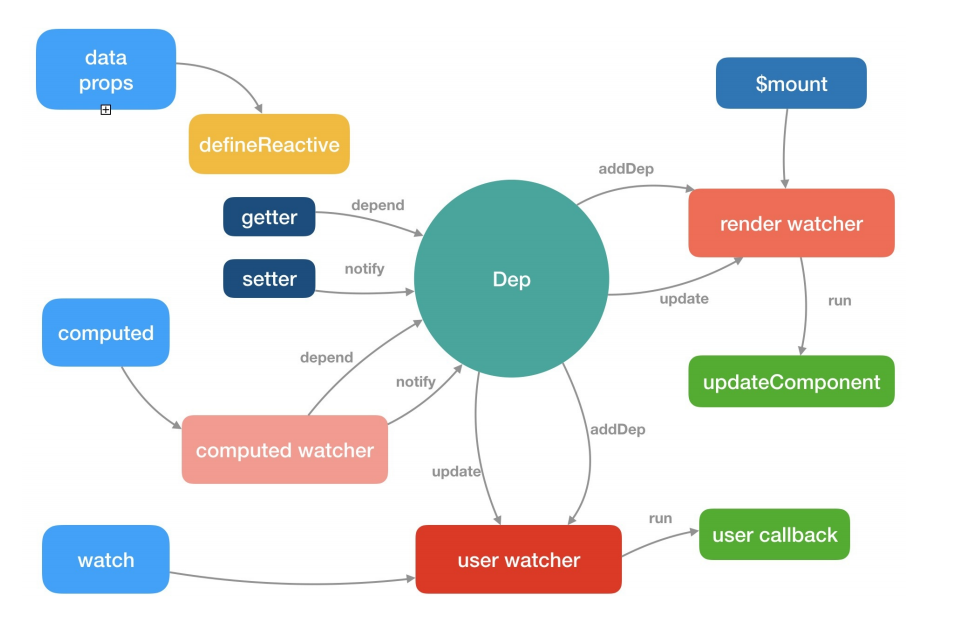 data
props
$mount
defineReactive
addDep
depend
getter
render watcher
notify
setter
Dep
update
run
computed
depend
notify
updateComponent
addDep
computed watcher
update
run
user callback
watch
user watcher